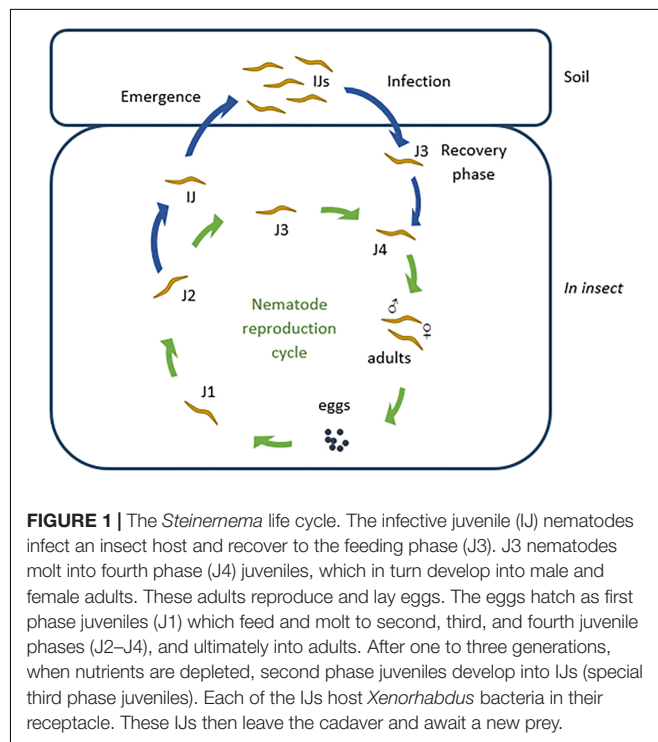 Soil
IJs
Emergence
Infection
J3
Recovery
phase
IJ
J3
J4
J2
In insect
Nematode
reproduction
cycle
♂
♀
adults
J1
eggs
FIGURE 1 | The Steinernema life cycle. The infective juvenile (IJ) nematodes
infect an insect host and recover to the feeding phase (J3). J3 nematodes
molt into fourth phase (J4) juveniles, which in turn develop into male and
female adults. These adults reproduce and lay eggs. The eggs hatch as first
phase juveniles (J1) which feed and molt to second, third, and fourth juvenile
phases (J2–J4), and ultimately into adults. After one to three generations,
when nutrients are depleted, second phase juveniles develop into IJs (special
third phase juveniles). Each of the IJs host Xenorhabdus bacteria in their
receptacle. These IJs then leave the cadaver and await a new prey.